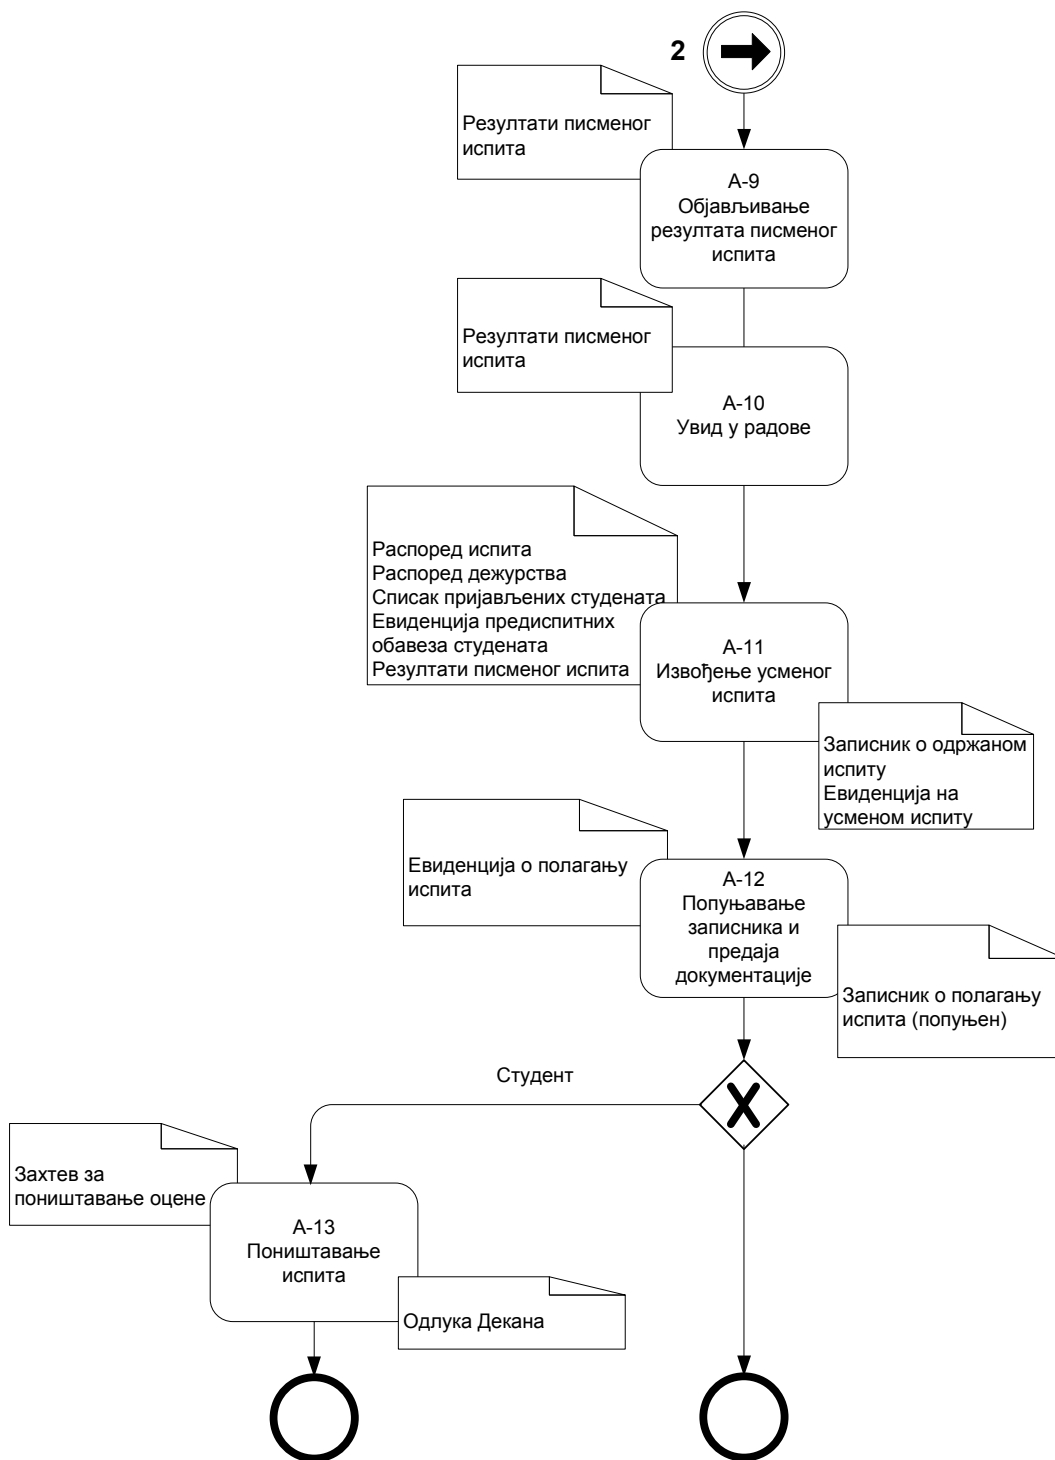 2
Резултати писменог
испита
А-9
Објављивање
резултата писменог
испита
Резултати писменог
испита
А-10
Увид у радове
Распоред испита
Распоред дежурства
Списак пријављених студената
Евиденција предиспитних
обавеза студената
Резултати писменог испита
А-11
Извођење усменог
испита
Записник о одржаном
испиту
Евиденција на
усменом испиту
Евиденција о полагању
испита
А-12
Попуњавање
записника и
предаја
документације
Записник о полагању
испита (попуњен)
Студент
Захтев за
поништавање оцене
А-13
Поништавање
испита
Одлука Декана